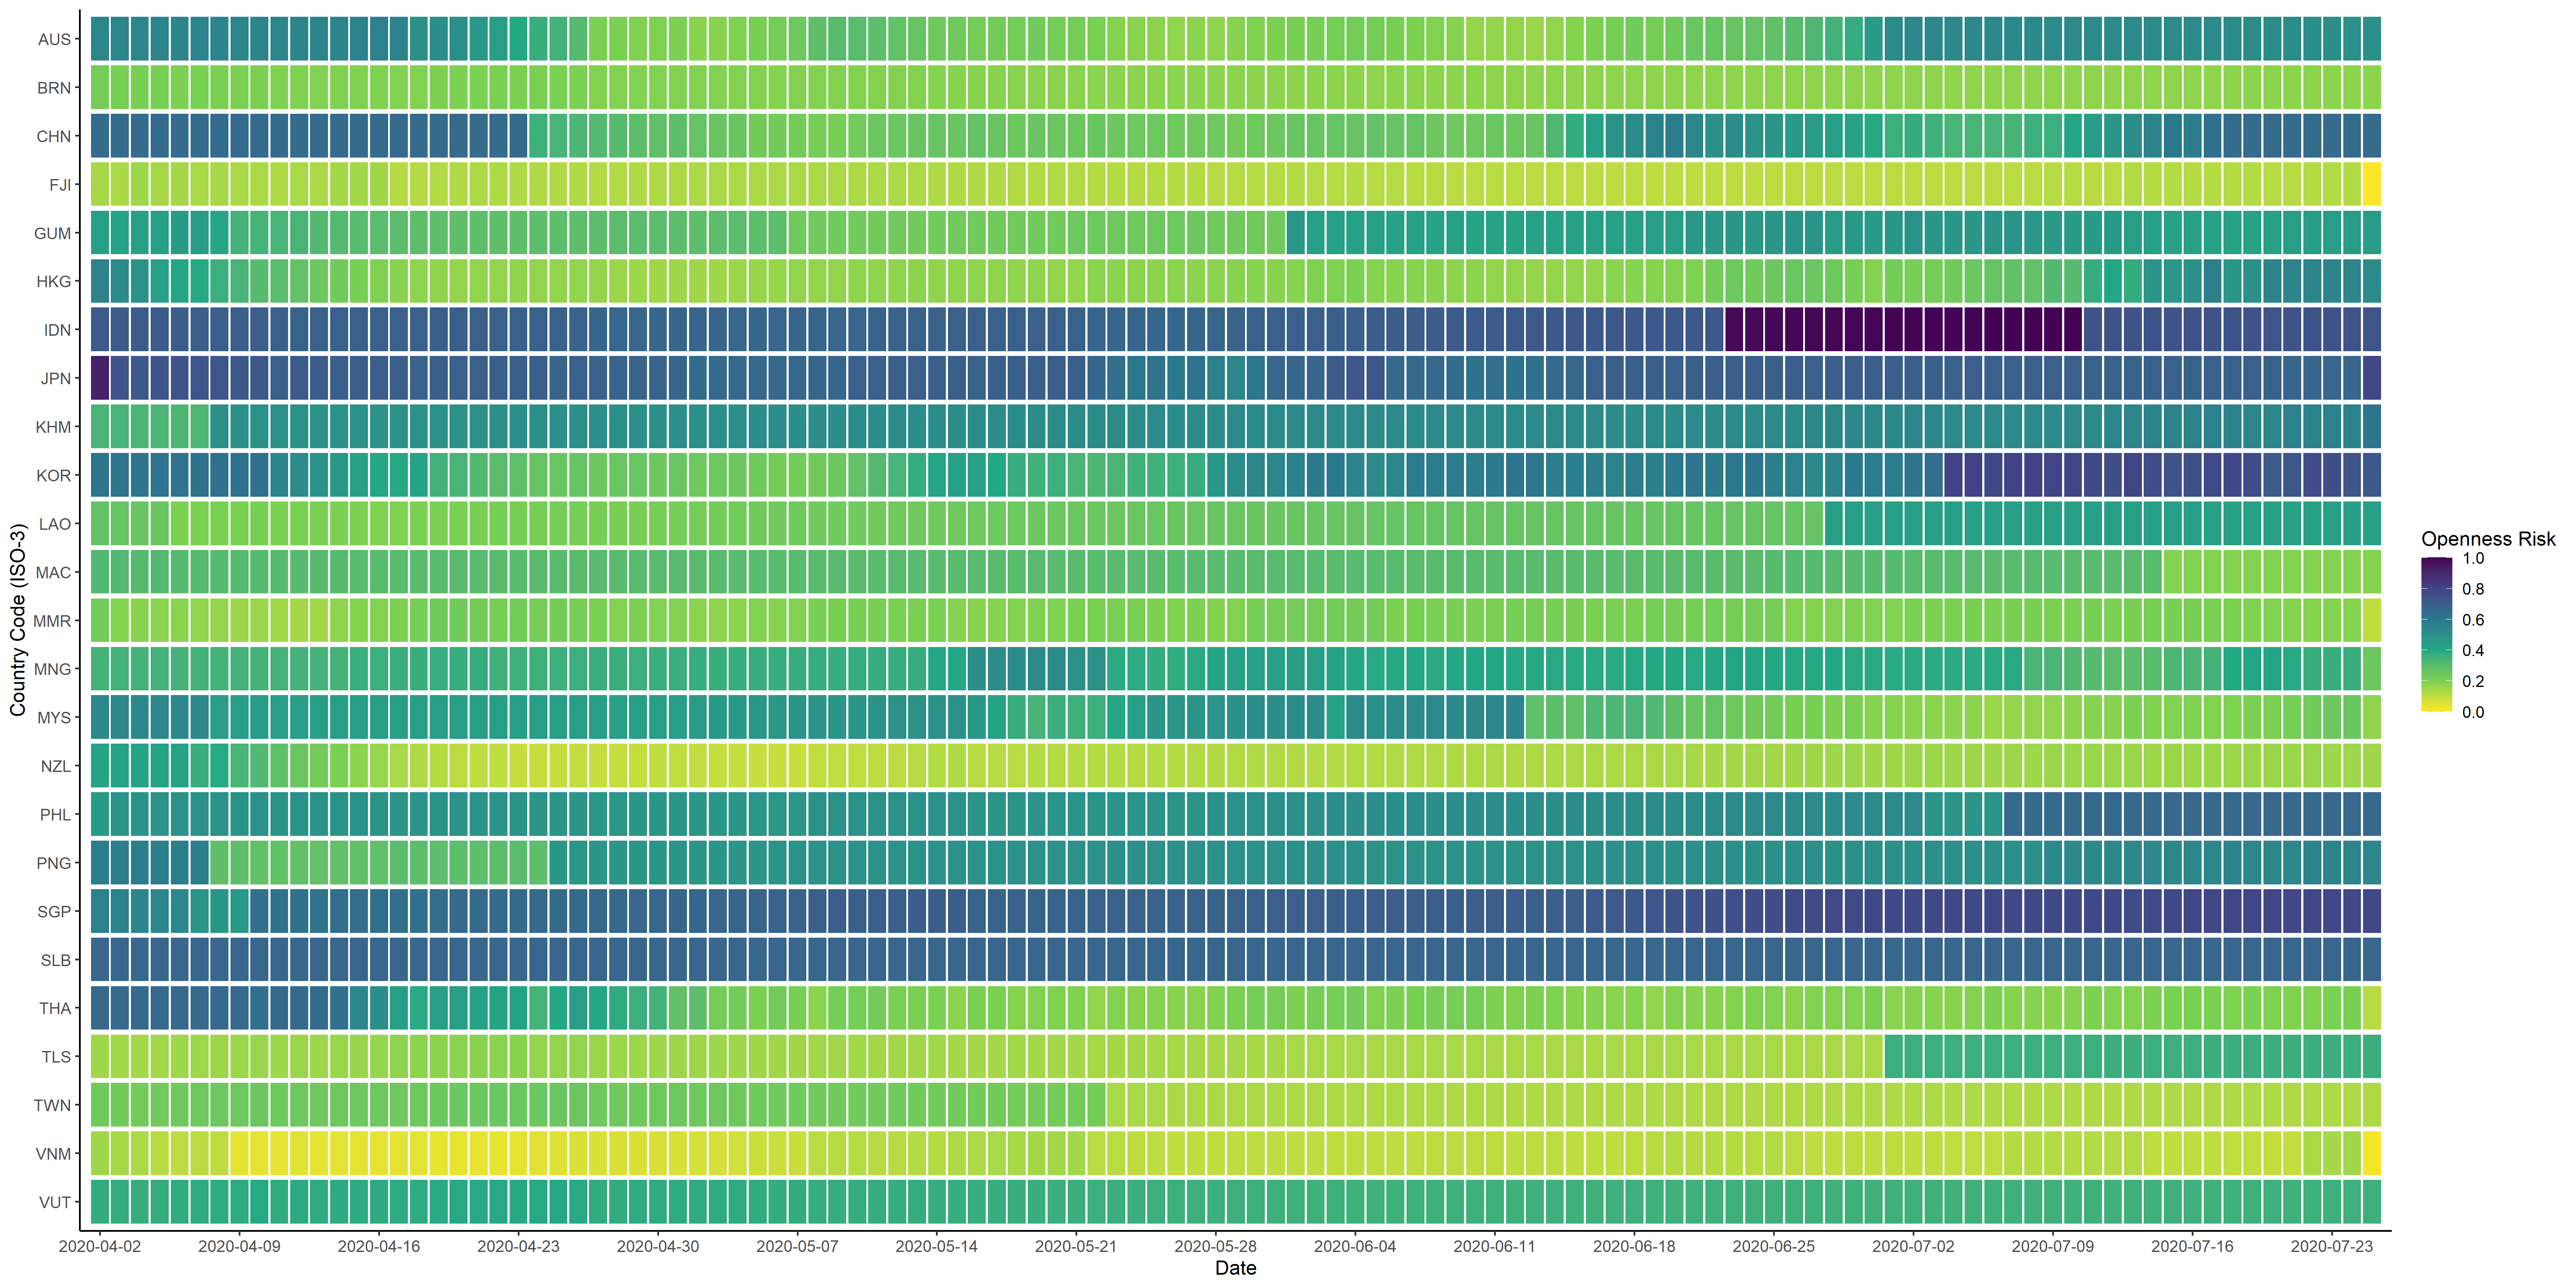 Country Code (ISO-3)
AUS
BRN
CHN
FJI
GUM
HKG
IDN
JPN
KHM
KOR
LAO
MAC
MMR
MNG
MYS
NZL
PHL
PNG
SGP
SLB
THA
TLS
TWN
VNM
VUT
2020-04-02 2020-04-09 2020-04-16 2020-04-23 2020-04-30 2020-05-07 2020-05-14 2020-05-21 2020-05-28 2020-06-04 2020-06-11 2020-06-18 2020-06-25 2020-07-02 2020-07-09 2020-07-16 2020-07-23
Date
Openness Risk
1.0
0.8
0.6
0.4
0.2
0.0